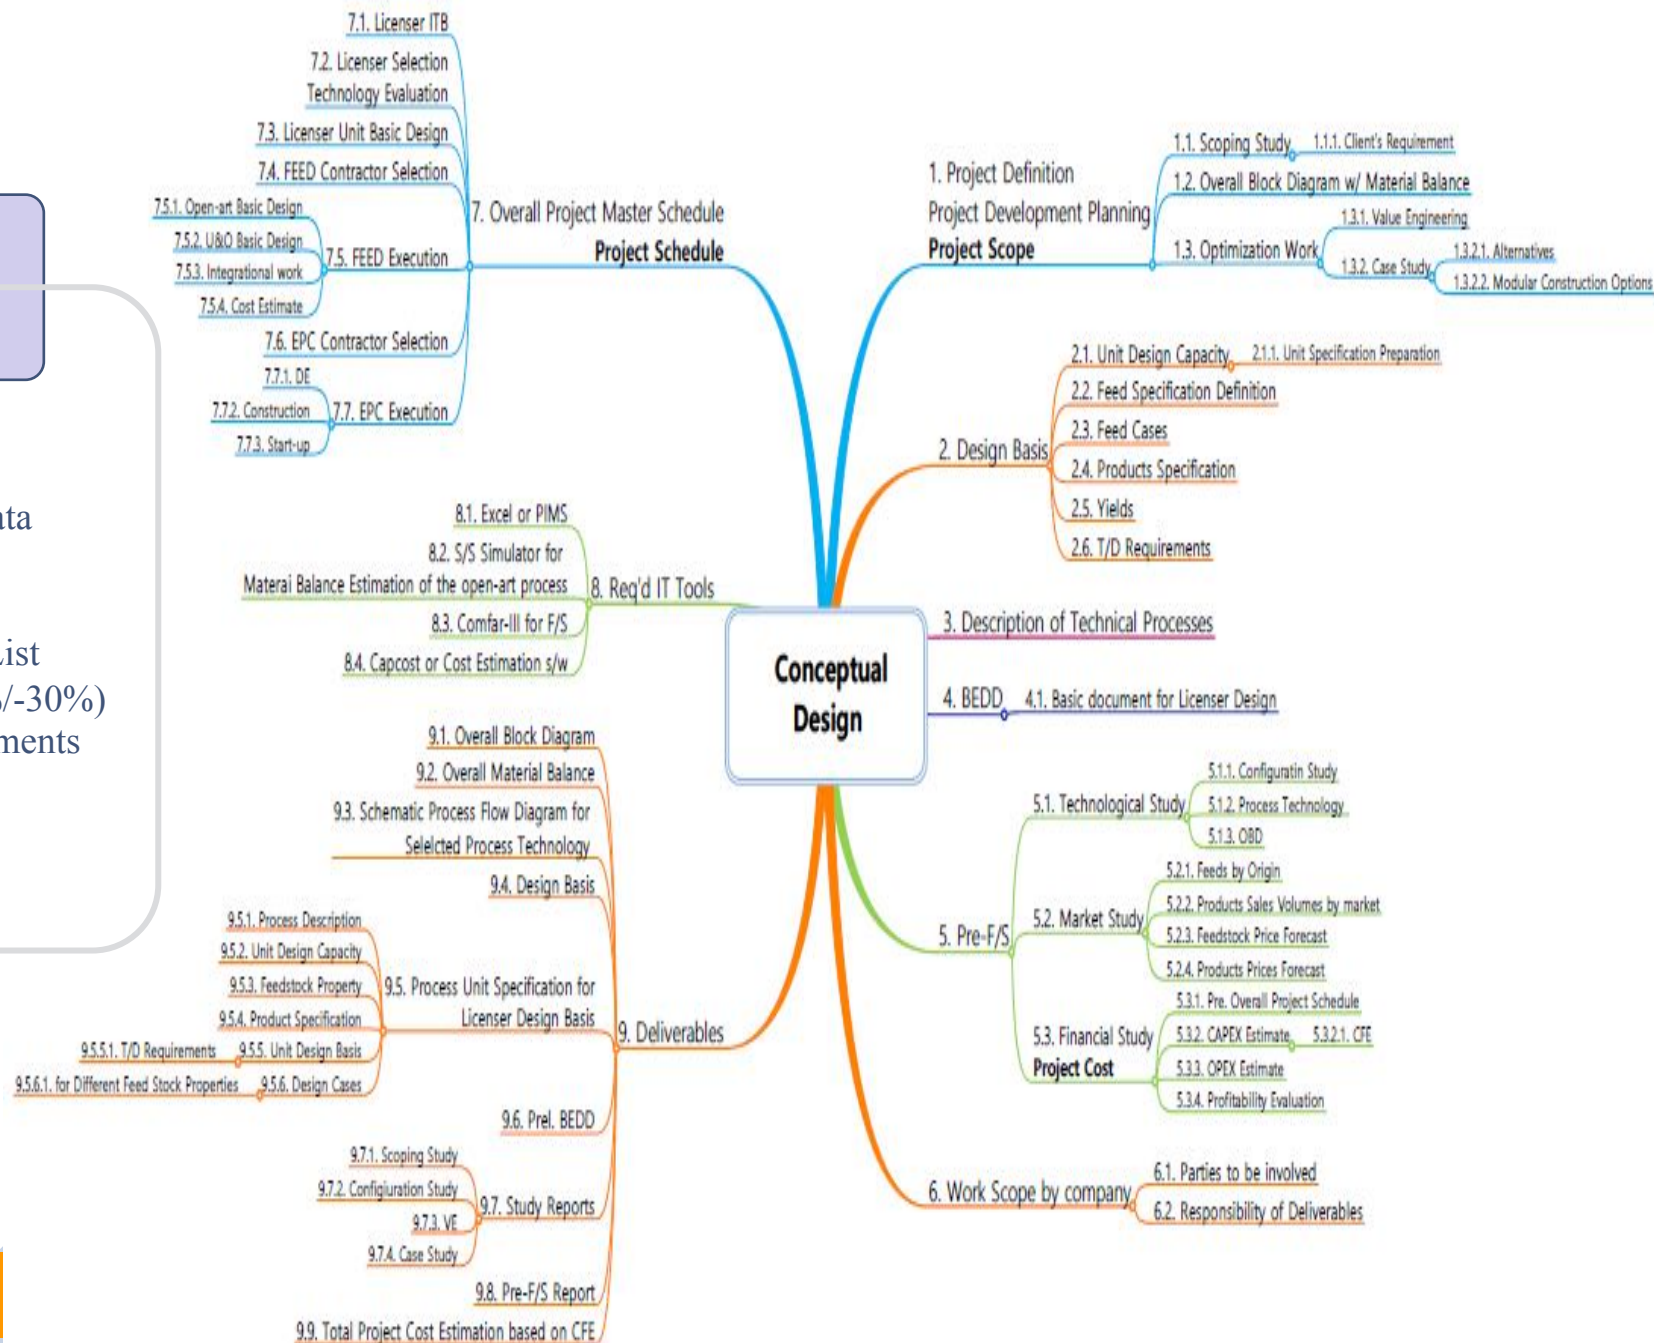 ata
List
%/-30%)
ments
Conceptual
Design
1. Project Definition
Project Development Planning
Project Scope
1.1. Scoping Study
1.1.1. Client's Requirement
1.2. Overall Block Diagram w/ Material Balance
1.3. Optimization Work
1.3.1. Value Engineering
1.3.2. Case Study
1.3.2.1. Alternatives
1.3.2.2. Modular Construction Options
2. Design Basis
2.1. Unit Design Capacity
2.1.1. Unit Specification Preparation
2.2. Feed Specification Definition
2.3. Feed Cases
2.4. Products Specification
2.5. Yields
2.6. T/D Requirements
3. Description of Technical Processes
4. BEDD
4.1. Basic document for Licenser Design
5. Pre-F/S
5.1. Technological Study
5.1.1. Configuratin Study
5.1.2. Process Technology
5.1.3. OBD
5.2. Market Study
5.2.1. Feeds by Origin
5.2.2. Products Sales Volumes by market
5.2.3. Feedstock Price Forecast
5.2.4. Products Prices Forecast
5.3. Financial Study
Project Cost
5.3.1. Pre. Overall Project Schedule
5.3.2. CAPEX Estimate
5.3.2.1. CFE
5.3.3. OPEX Estimate
5.3.4. Profitability Evaluation
6. Work Scope by company
6.1. Parties to be involved
6.2. Responsibility of Deliverables
7. Overall Project Master Schedule
Project Schedule
7.1. Licenser ITB
7.2. Licenser Selection
Technology Evaluation
7.3. Licenser Unit Basic Design
7.4. FEED Contractor Selection
7.5. FEED Execution
7.5.1. Open-art Basic Design
7.5.2. U&O Basic Design
7.5.3. Integrational work
7.5.4. Cost Estimate
7.6. EPC Contractor Selection
7.7. EPC Execution
7.7.1. DE
7.7.2. Construction
7.7.3. Start-up
8. Req'd IT Tools
8.1. Excel or PIMS
8.2. S/S Simulator for
Materai Balance Estimation of the open-art process
8.3. Comfar-III for F/S
8.4. Capcost or Cost Estimation s/w
9. Deliverables
9.1. Overall Block Diagram
9.2. Overall Material Balance
9.3. Schematic Process Flow Diagram for
Selelcted Process Technology
9.4. Design Basis
9.5. Process Unit Specification for
Licenser Design Basis
9.5.1. Process Description
9.5.2. Unit Design Capacity
9.5.3. Feedstock Property
9.5.4. Product Specification
9.5.5. Unit Design Basis
9.5.5.1. T/D Requirements
9.5.6. Design Cases
9.5.6.1. for Different Feed Stock Properties
9.6. Prel. BEDD
9.7. Study Reports
9.7.1. Scoping Study
9.7.2. Configiuration Study
9.7.3. VE
9.7.4. Case Study
9.8. Pre-F/S Report
9.9. Total Project Cost Estimation based on CFE